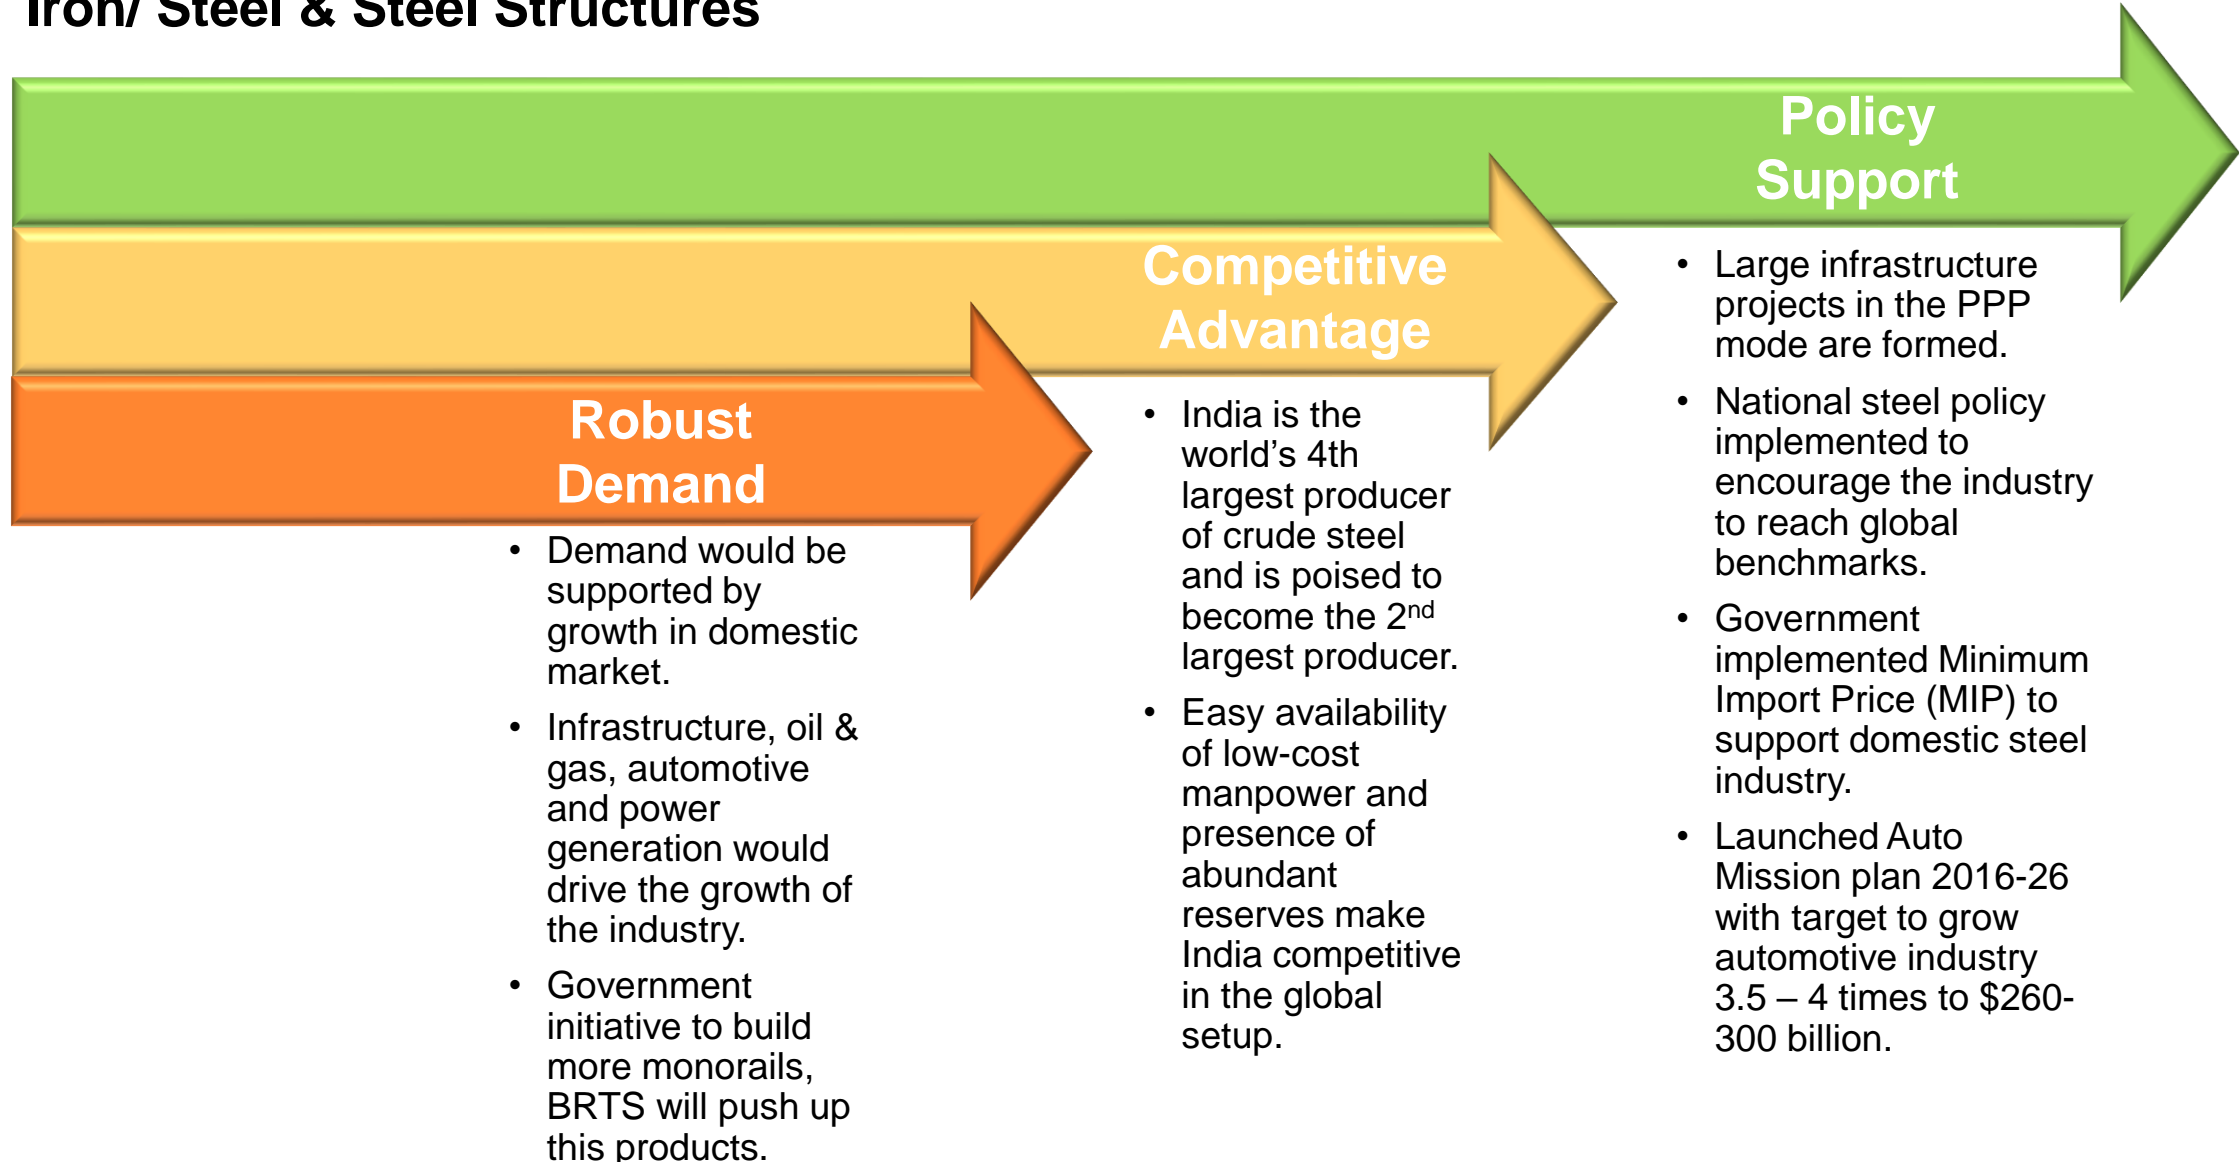 Iron/ Steel & Steel Structures
Policy
Support
Competitive
Advantage
Robust
Demand
• Demand would be
supported by
growth in domestic
market.
• Infrastructure, oil &
gas, automotive
and power
generation would
drive the growth of
the industry.
• Government
initiative to build
more monorails,
BRTS will push up
this products.
• India is the
world’s 4th
largest producer
of crude steel
and is poised to
become the 2nd
largest producer.
• Easy availability
of low-cost
manpower and
presence of
abundant
reserves make
India competitive
in the global
setup.
• Large infrastructure
projects in the PPP
mode are formed.
• National steel policy
implemented to
encourage the industry
to reach global
benchmarks.
• Government
implemented Minimum
Import Price (MIP) to
support domestic steel
industry.
• Launched Auto
Mission plan 2016-26
with target to grow
automotive industry
3.5 – 4 times to $260-
300 billion.